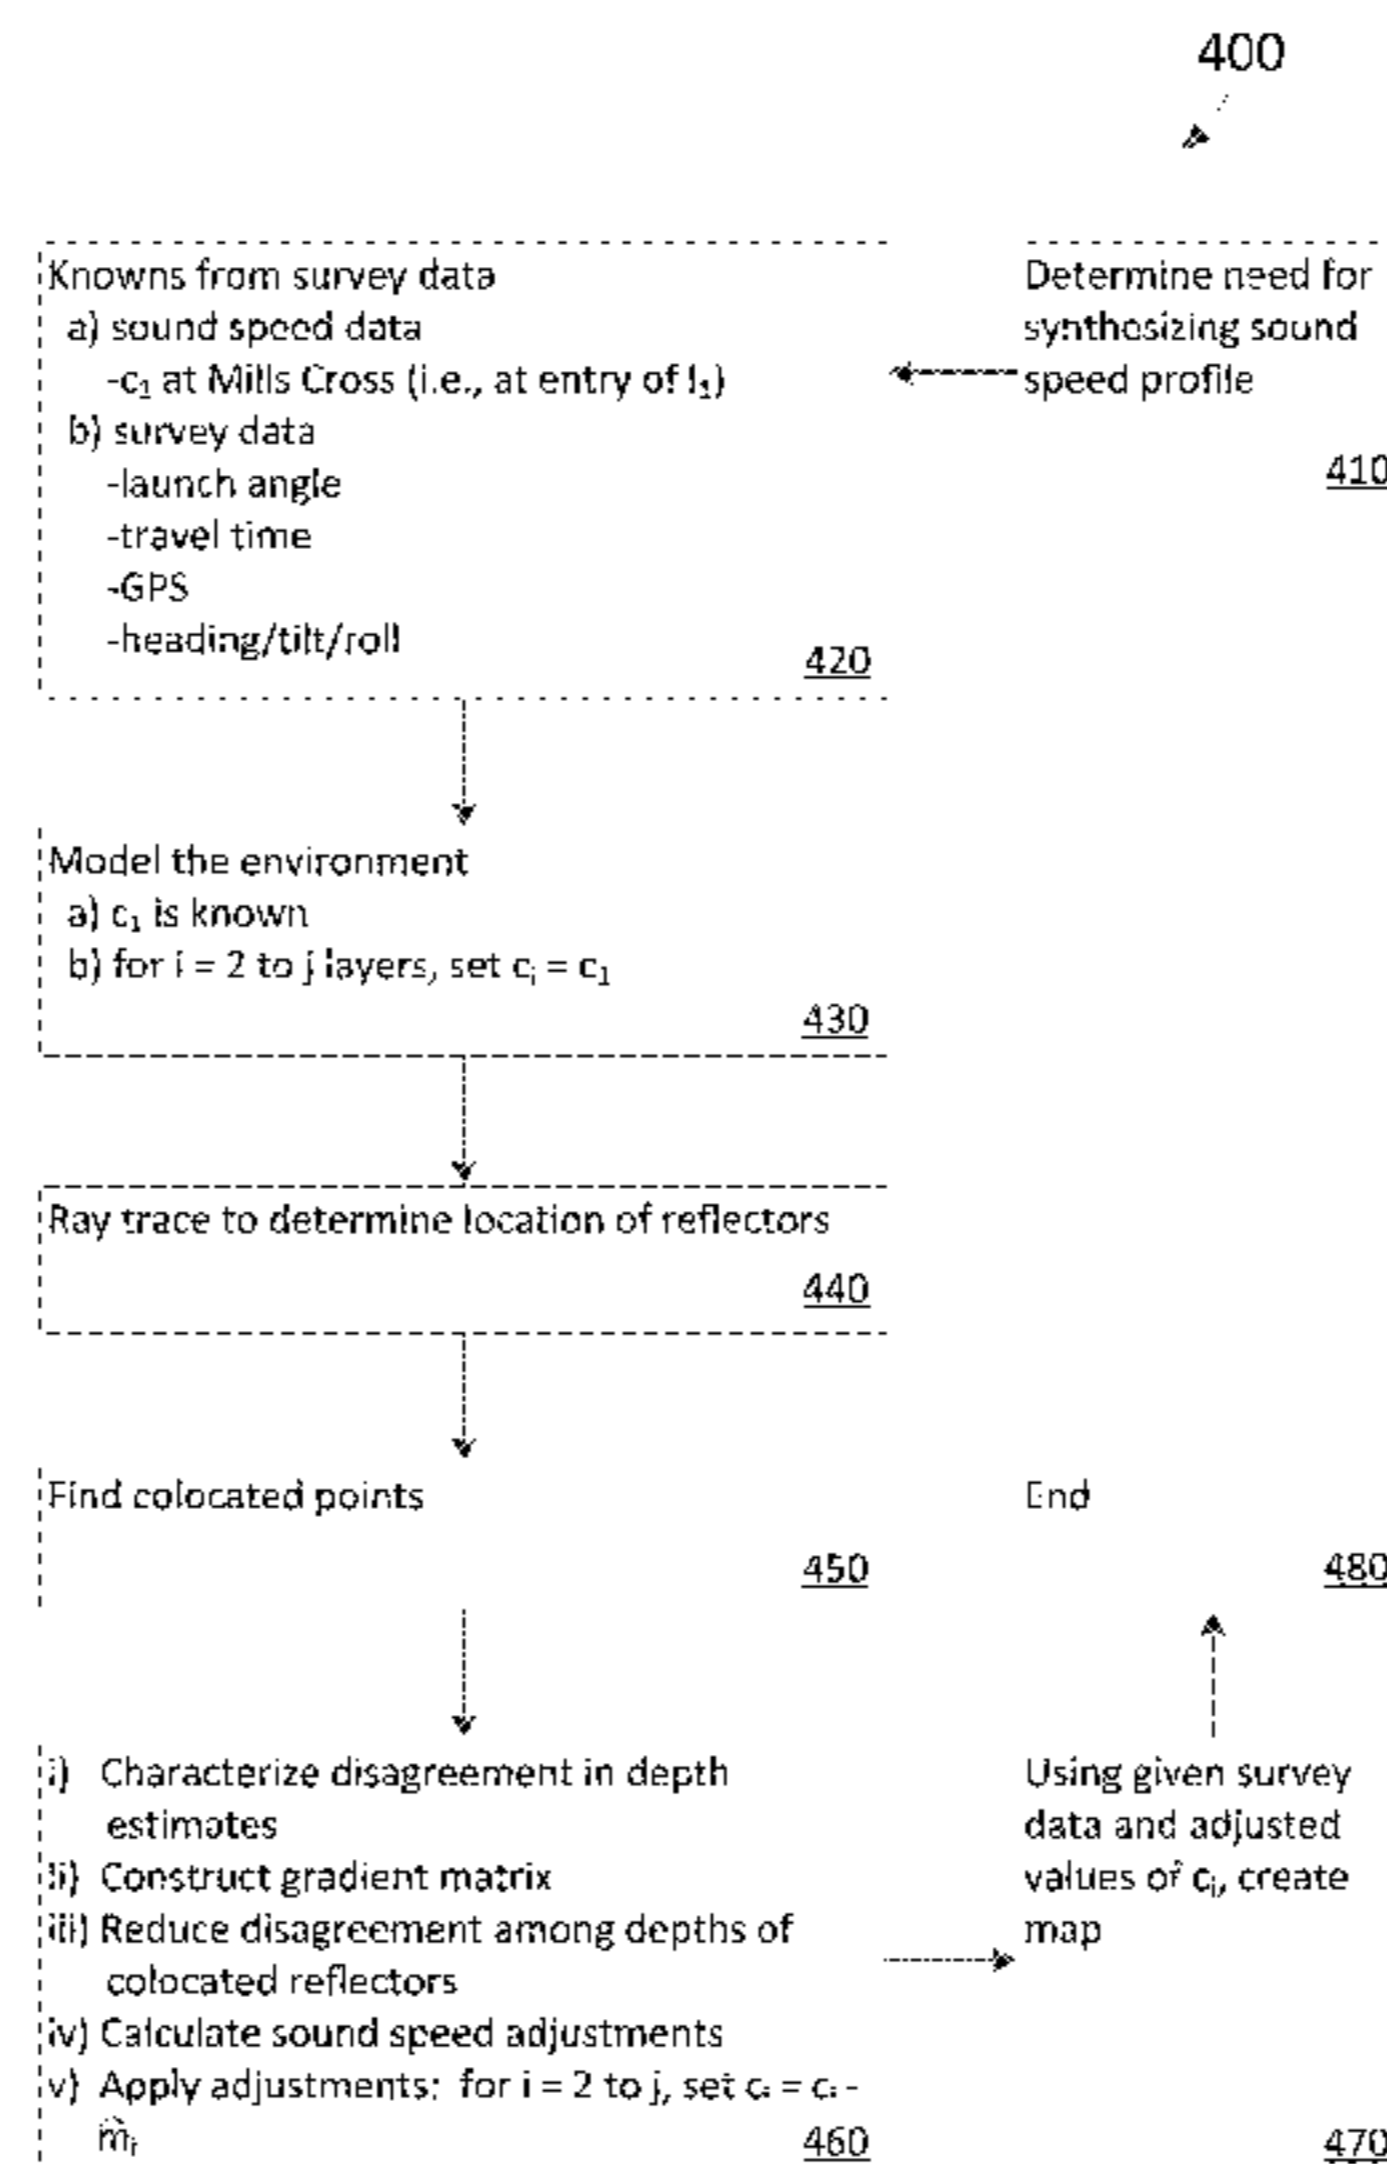 400
Knowns from survey data
a) sound speed data
-c₁ at Mills Cross (i.e., at entry of l₁)
b) survey data
-launch angle
-travel time
-GPS
-heading/tilt/roll
420
Determine need for
synthesizing sound
speed profile
410
Model the environment
a) c₁ is known
b) for i = 2 to j layers, set cᵢ = c₁
430
Ray trace to determine location of reflectors
440
Find colocated points
450
End
480
i) Characterize disagreement in depth
estimates
ii) Construct gradient matrix
iii) Reduce disagreement among depths of
colocated reflectors
iv) Calculate sound speed adjustments
v) Apply adjustments: for i = 2 to j, set cᵢ = cᵢ -
m̂ᵢ
460
Using given survey
data and adjusted
values of cᵢ, create
map
470